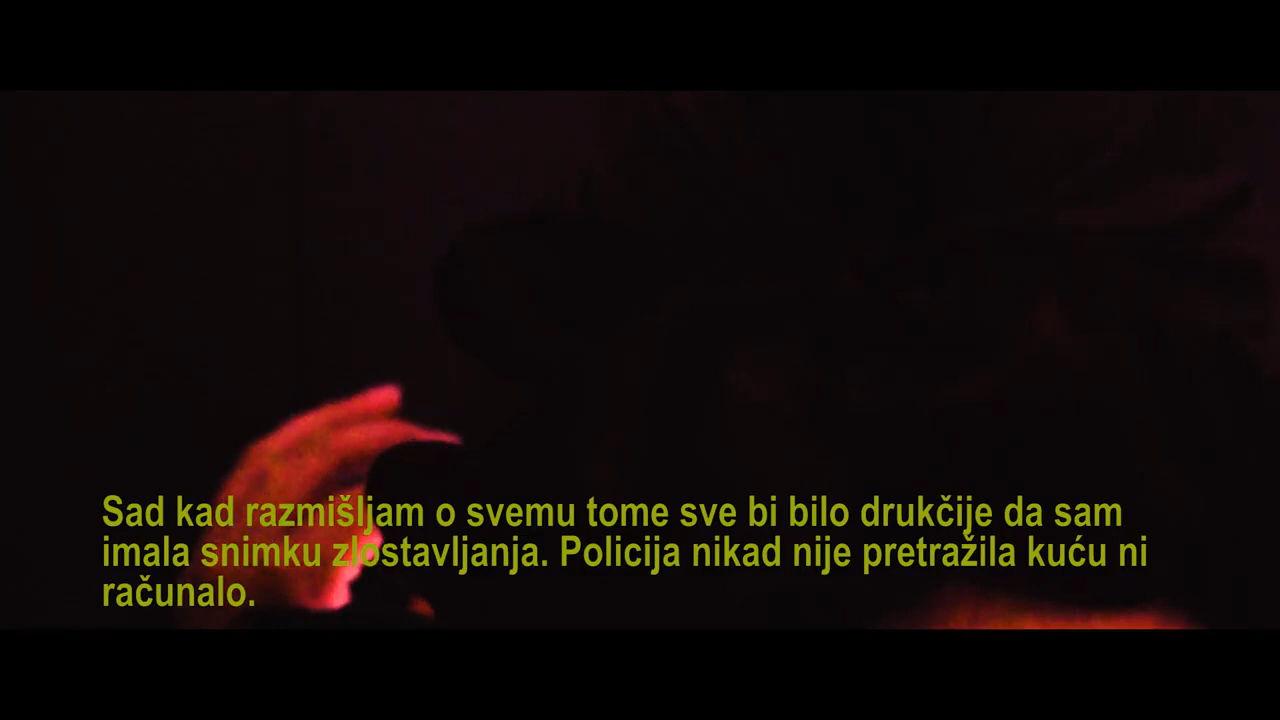 Sad kad razmišljam o svemu tome sve bi bilo drukčije da sam
imala snimku zlostavljanja. Policija nikad nije pretražila kuću ni
računalo.